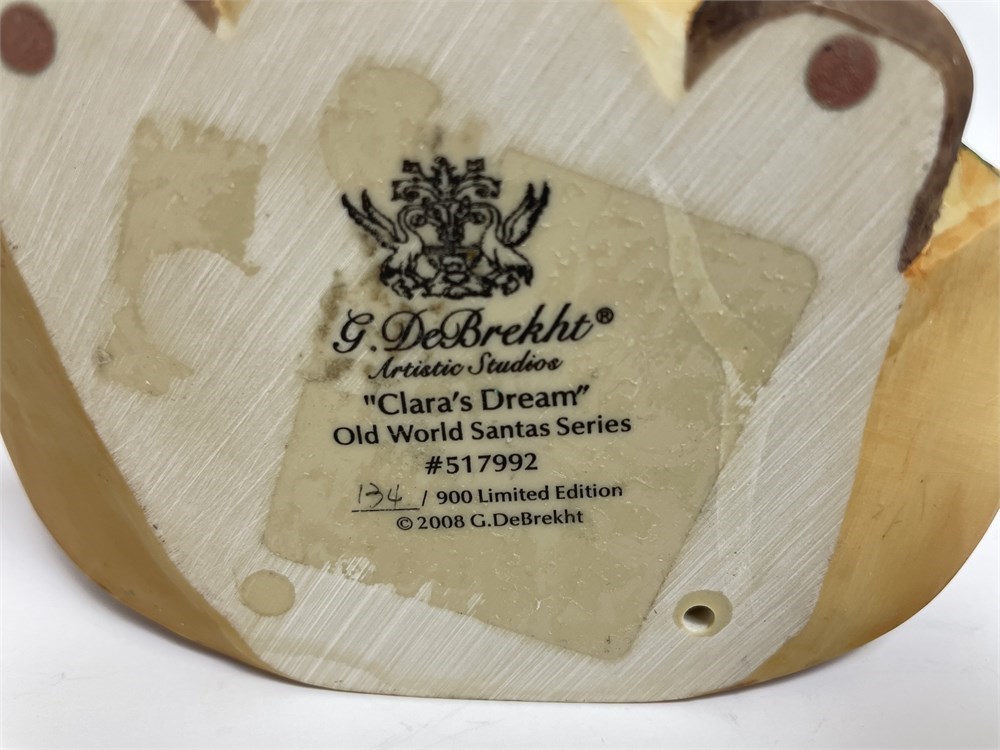 G. DeBrekht®
Artistic Studios
"Clara's Dream"
Old World Santas Series
#517992
134 / 900 Limited Edition
© 2008 G.DeBrekht